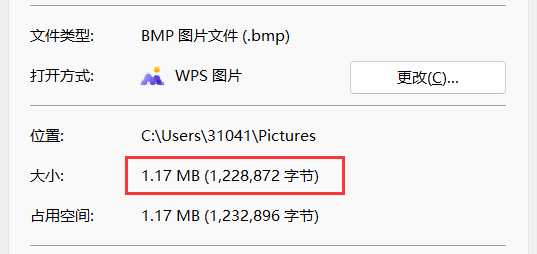 文件类型: BMP 图片文件 (.bmp)
打开方式: WPS 图片 更改(C)...
位置: C:\Users\31041\Pictures
大小: 1.17 MB (1,228,872 字节)
占用空间: 1.17 MB (1,232,896 字节)